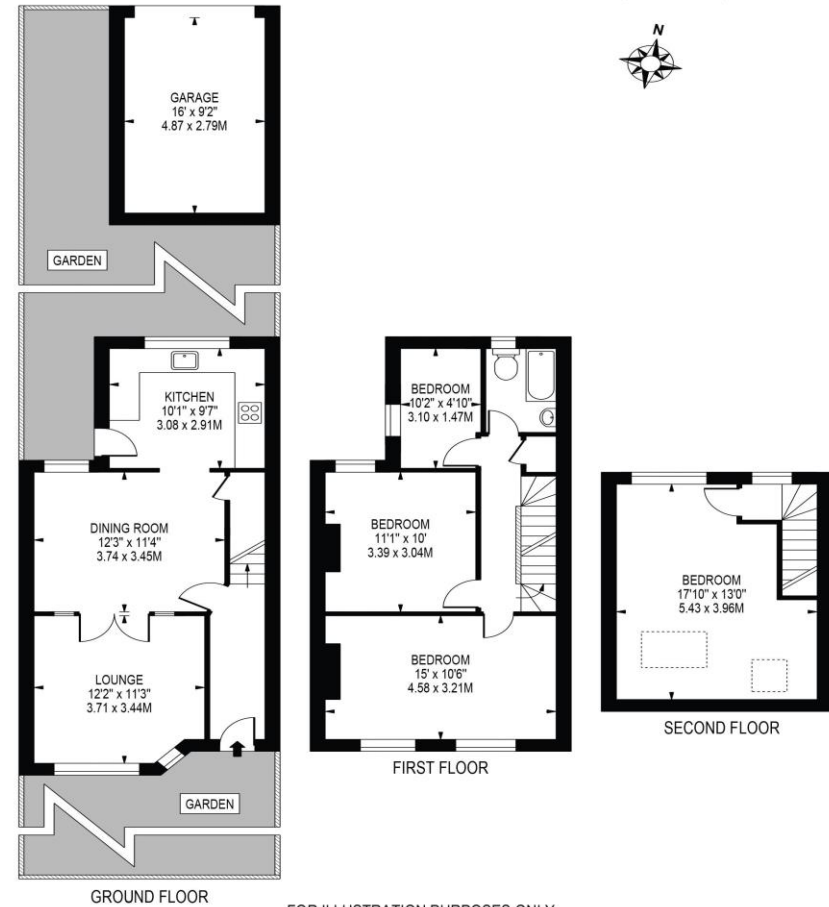 N
GARAGE
16' x 9'2"
4.87 x 2.79M
GARDEN
KITCHEN
10'1" x 9'7"
3.08 x 2.91M
DINING ROOM
12'3" x 11'4"
3.74 x 3.45M
LOUNGE
12'2" x 11'3"
3.71 x 3.44M
GARDEN
GROUND FLOOR
BEDROOM
10'2" x 4'10"
3.10 x 1.47M
BEDROOM
11'1" x 10'
3.39 x 3.04M
BEDROOM
15' x 10'6"
4.58 x 3.21M
FIRST FLOOR
BEDROOM
17'10" x 13'0"
5.43 x 3.96M
SECOND FLOOR
FOR ILLUSTRATION PURPOSES ONLY